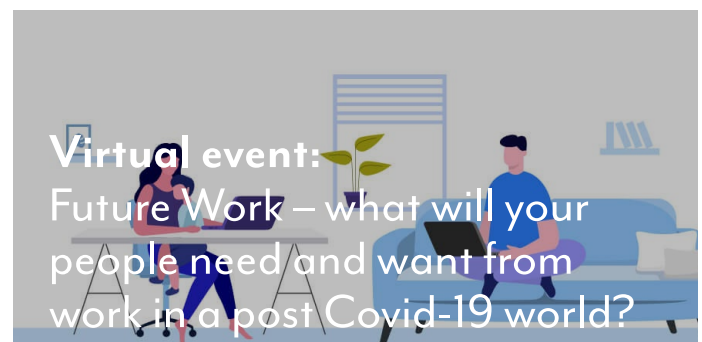 Virtual event:
Future Work – what will your
people need and want from
work in a post Covid-19 world?